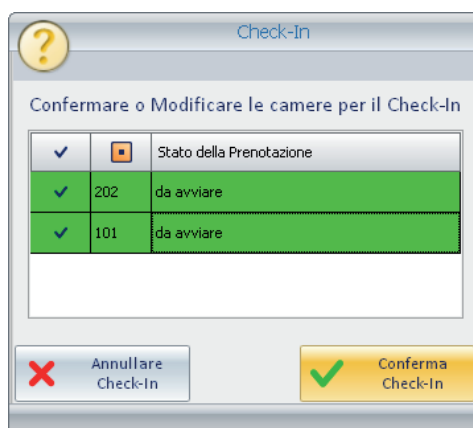 Check-In
Confermare o Modificare le camere per il Check-In
Stato della Prenotazione
202 da avviare
101 da avviare
Annullare
Check-In
Conferma
Check-In